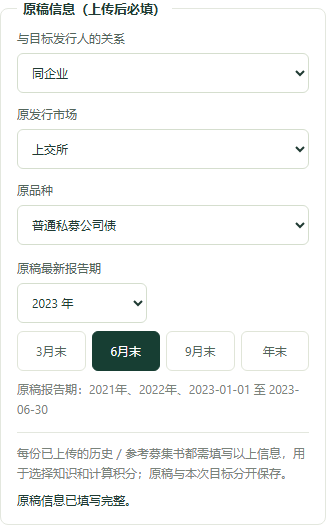 原稿信息（上传后必填）
与目标发行人的关系
同企业
原发行市场
上交所
原品种
普通私募公司债
原稿最新报告期
2023 年
3月末 6月末 9月末 年末
原稿报告期：2021年、2022年、2023-01-01 至 2023-
06-30
每份已上传的历史 / 参考募集书都需填写以上信息，用
于选择知识和计算积分；原稿与本次目标分开保存。
原稿信息已填写完整。